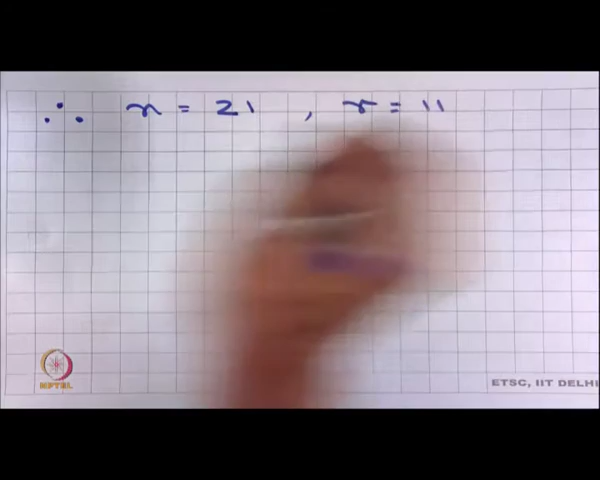 ∴ n = 21 , r = 11
NPTEL
ETSC, IIT DELHI